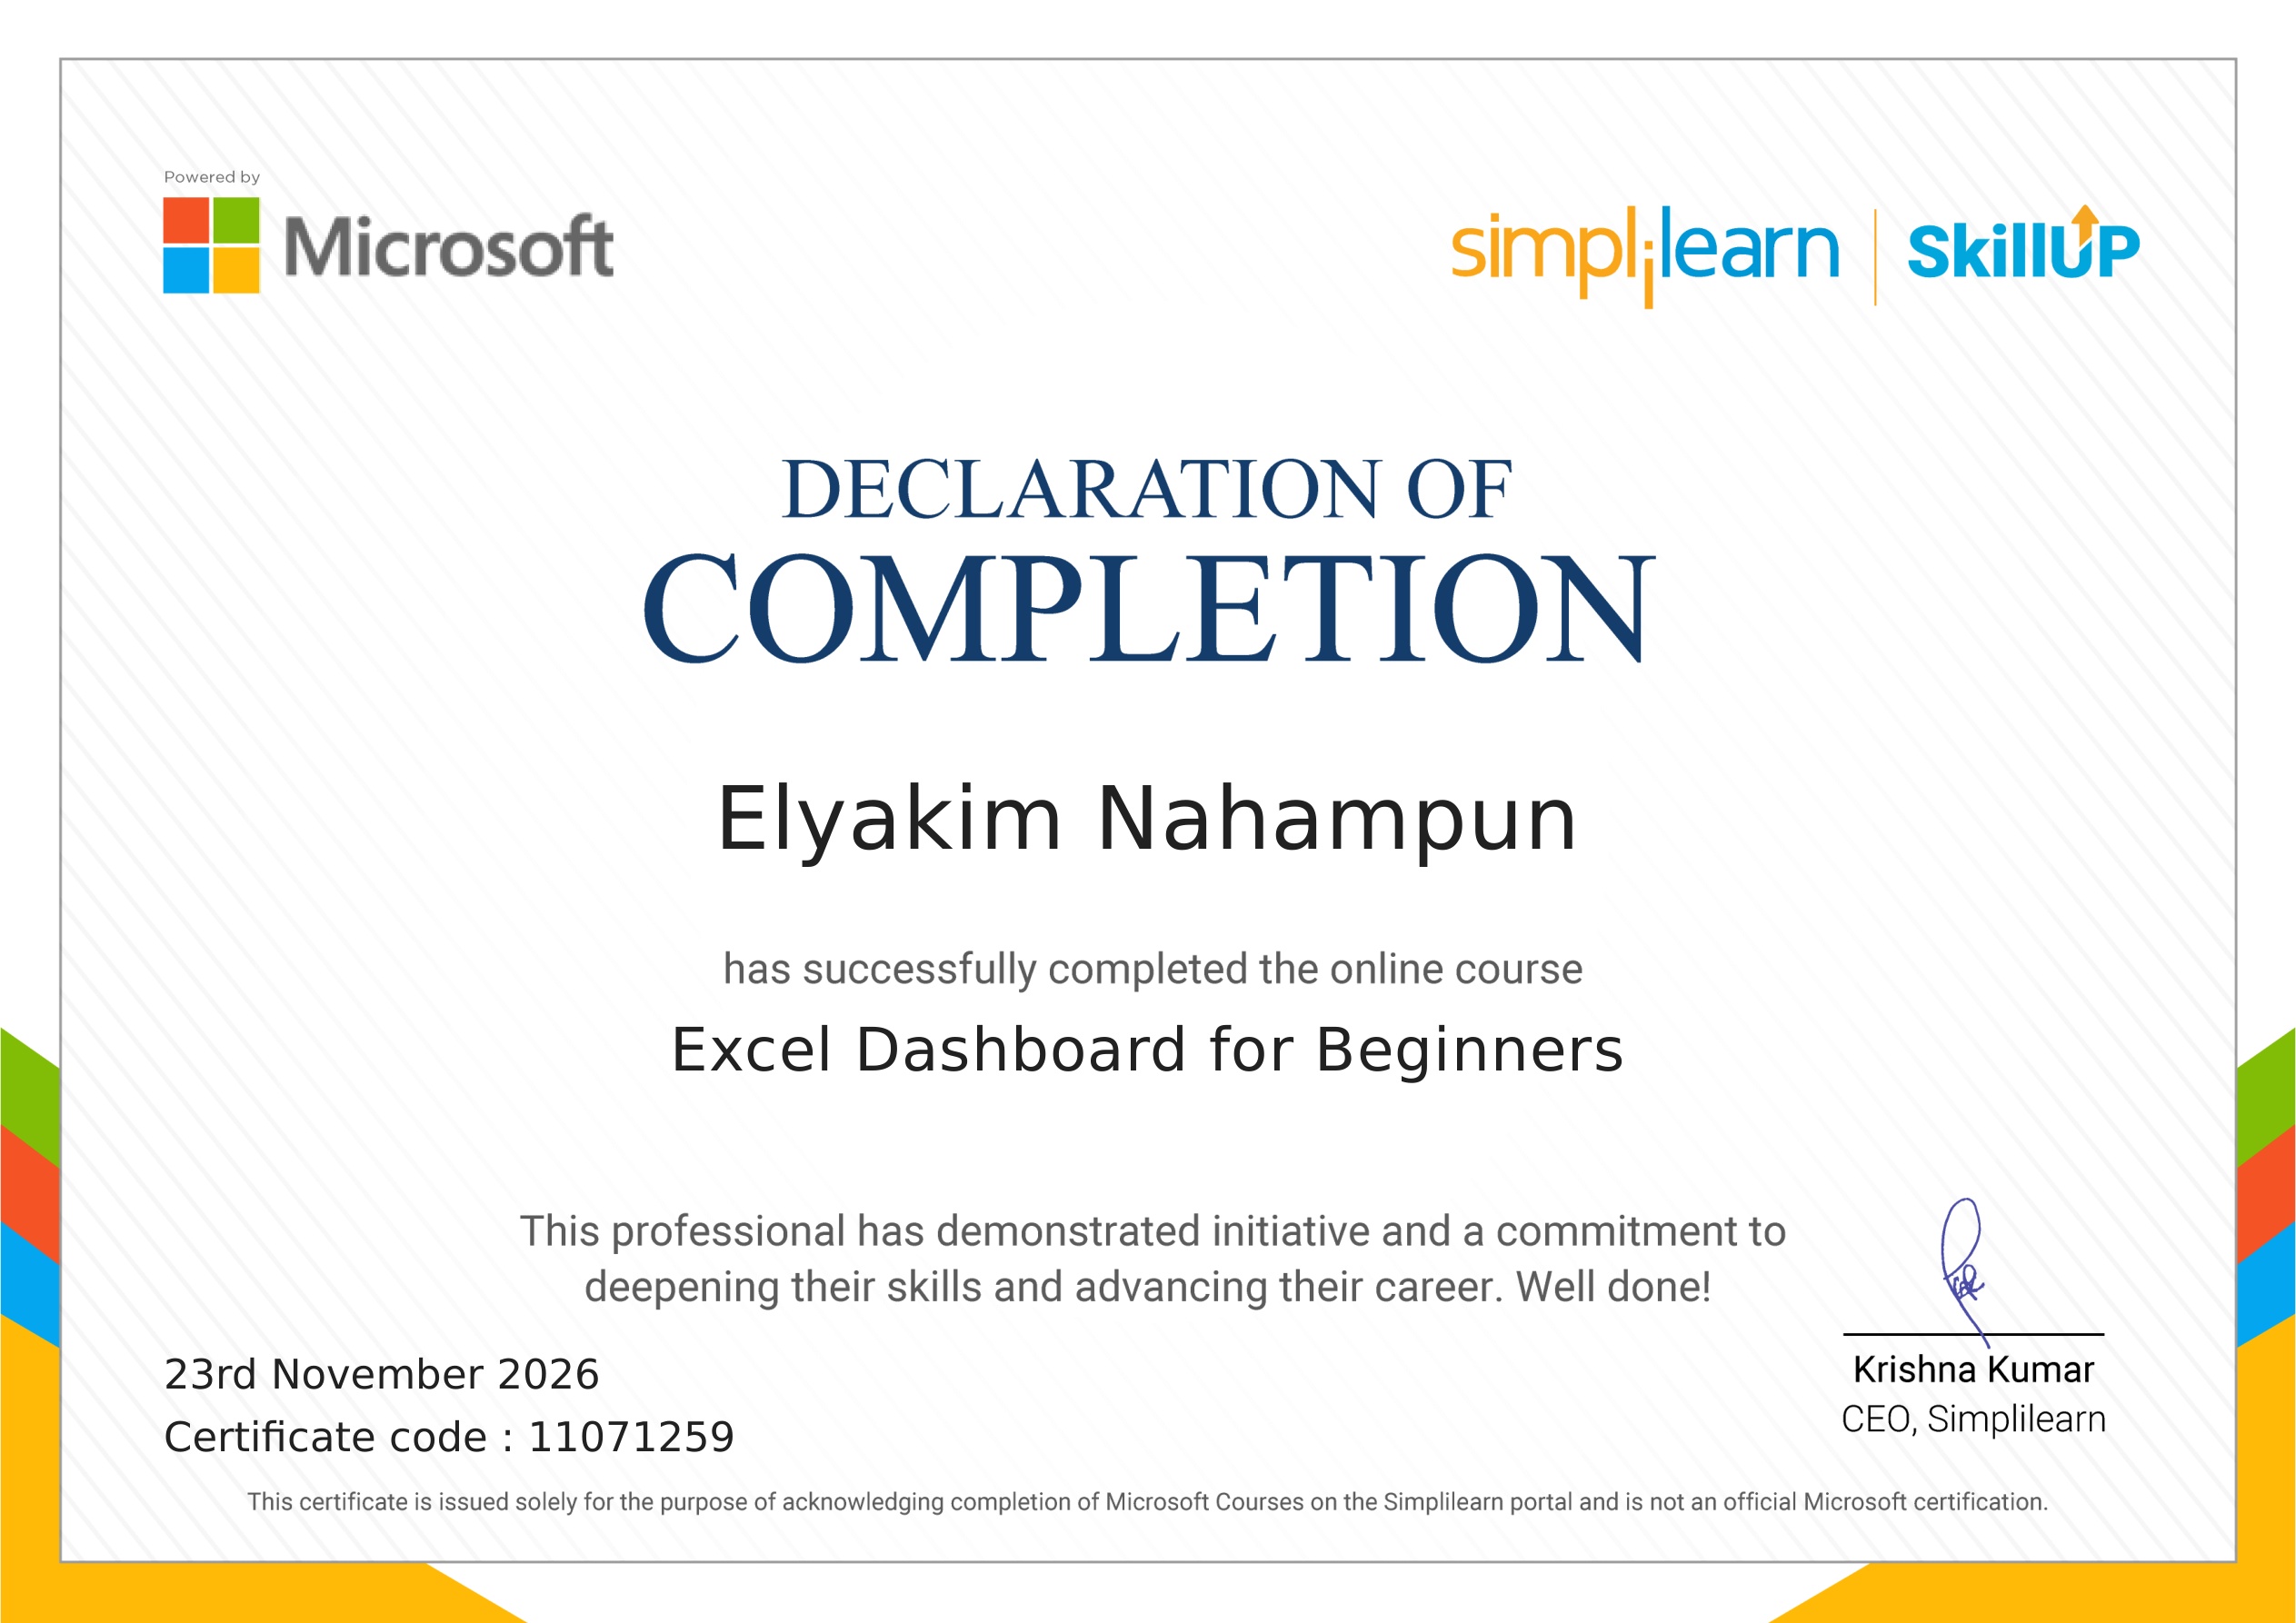 Powered by
Microsoft
simplilearn | SkillUP
DECLARATION OF
COMPLETION
Elyakim Nahampun
has successfully completed the online course
Excel Dashboard for Beginners
This professional has demonstrated initiative and a commitment to
deepening their skills and advancing their career. Well done!
23rd November 2026
Certificate code : 11071259
Krishna Kumar
CEO, Simplilearn
This certificate is issued solely for the purpose of acknowledging completion of Microsoft Courses on the Simplilearn portal and is not an official Microsoft certification.